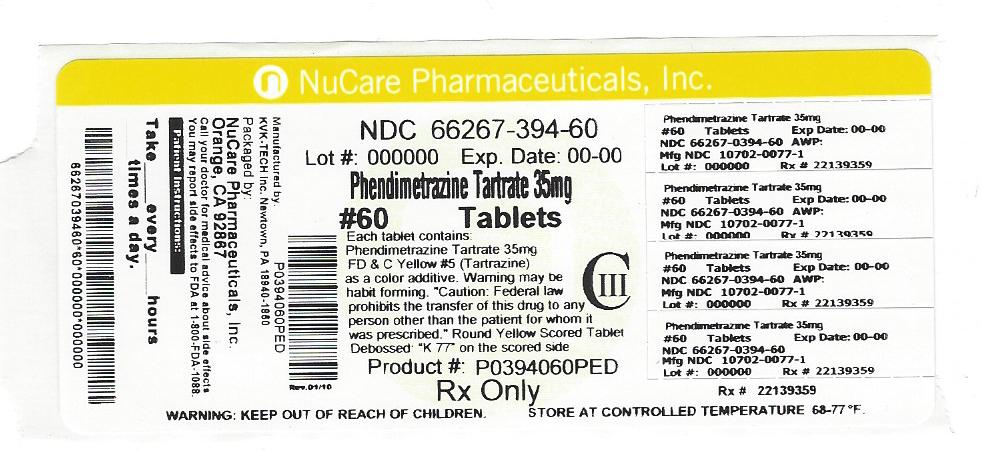 n NuCare Pharmaceuticals, Inc.
66267039460*60*000000*000000
Take____every____hours
____times a day.
Patient Instructions:
You may report side effects to FDA at 1-800-FDA-1088.
Call your doctor for medical advice about side effects
Orange, CA 92867
NuCare Pharmaceuticals, Inc.
Packaged by:
KVK-TECH Inc. Newtown, PA 18940-1860
Manufactured by:
P0394060PED
Rev.01/10
NDC 66267-394-60
Lot #: 000000 Exp. Date: 00-00
Phendimetrazine Tartrate 35mg
#60 Tablets
Each tablet contains:
Phendimetrazine Tartrate 35mg
FD & C Yellow #5 (Tartrazine)
as a color additive. Warning may be
habit forming. "Caution: Federal law
prohibits the transfer of this drug to any
person other than the patient for whom it
was prescribed." Round Yellow Scored Tablet
Debossed: "K 77" on the scored side
CIII
Product #: P0394060PED
Rx Only
Phendimetrazine Tartrate 35mg
#60 Tablets Exp Date: 00-00
NDC 66267-0394-60 AWP:
Mfg NDC 10702-0077-1
Lot #: 000000 Rx # 22139359
Phendimetrazine Tartrate 35mg
#60 Tablets Exp Date: 00-00
NDC 66267-0394-60 AWP:
Mfg NDC 10702-0077-1
Lot #: 000000 Rx # 22139359
Phendimetrazine Tartrate 35mg
#60 Tablets Exp Date: 00-00
NDC 66267-0394-60 AWP:
Mfg NDC 10702-0077-1
Lot #: 000000 Rx # 22139359
Phendimetrazine Tartrate 35mg
#60 Tablets Exp Date: 00-00
NDC 66267-0394-60
Mfg NDC 10702-0077-1
Lot #: 000000 Rx # 22139359
Rx # 22139359
WARNING: KEEP OUT OF REACH OF CHILDREN. STORE AT CONTROLLED TEMPERATURE 68-77°F.